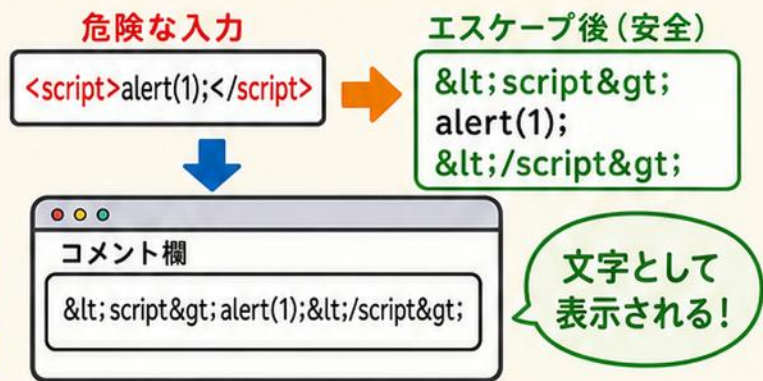 危険な入力
<script>alert(1);</script>
エスケープ後（安全）
&lt;script&gt;
alert(1);
&lt;/script&gt;
コメント欄
&lt;script&gt;alert(1);&lt;/script&gt;
文字として
表示される！